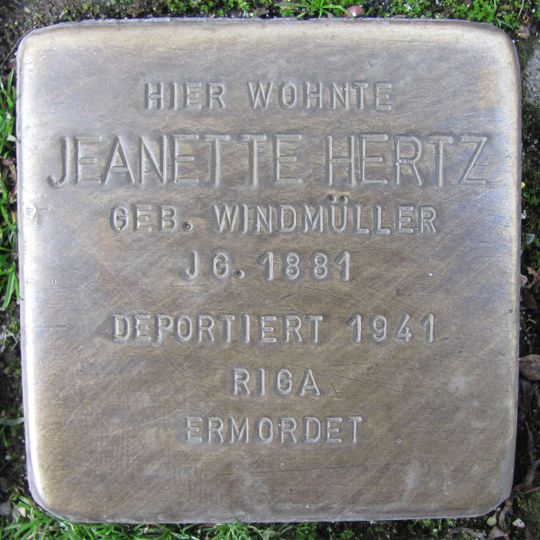 HIER WOHNTE
JEANETTE HERTZ
GEB. WINDMÜLLER
JG. 1881
DEPORTIERT 1941
RIGA
ERMORDET